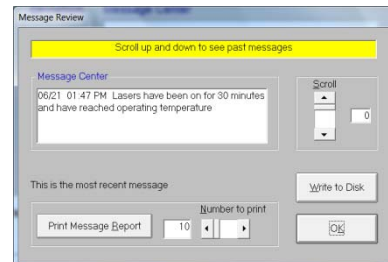 Message Review
Scroll up and down to see past messages
Message Center
Scroll
06/21 01:47 PM Lasers have been on for 30 minutes
and have reached operating temperature
0
This is the most recent message
Write to Disk
Number to print
Print Message Report
10
OK